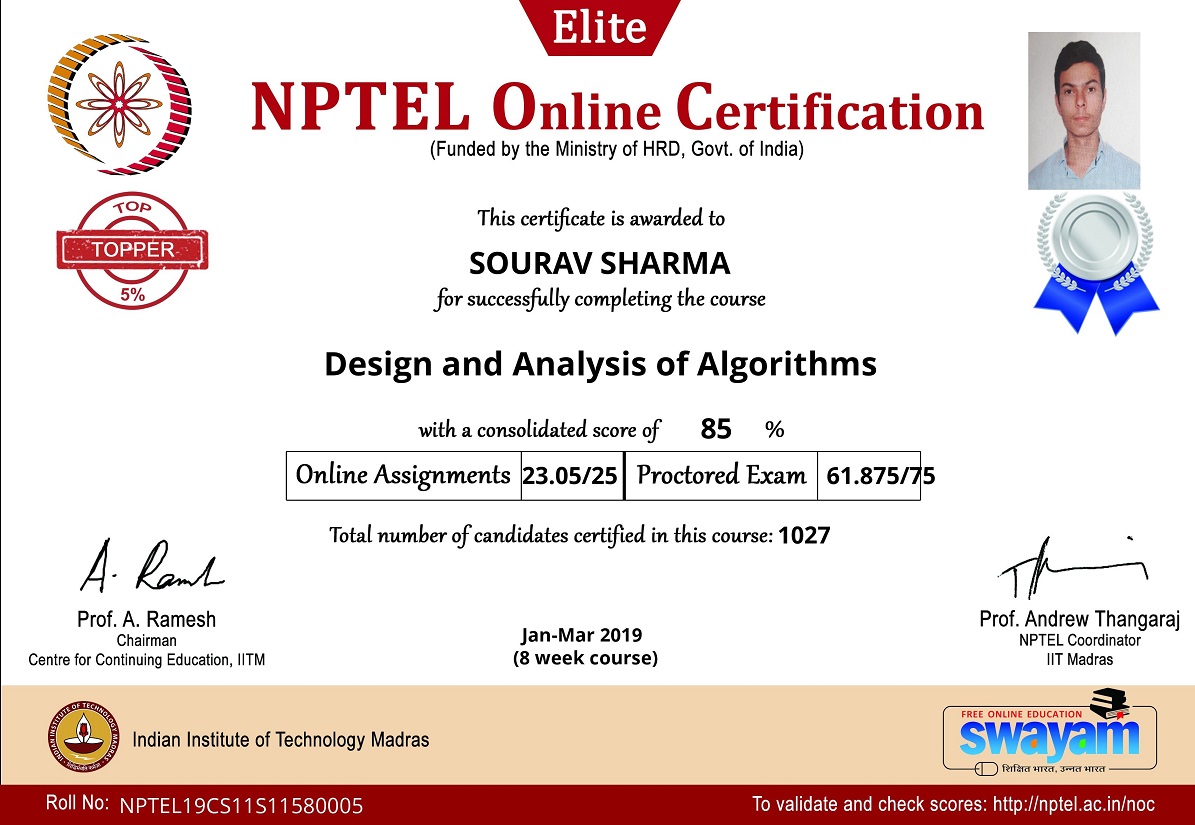 Elite
NPTEL Online Certification
(Funded by the Ministry of HRD, Govt. of India)
TOP
TOPPER
5%
This certificate is awarded to
SOURAV SHARMA
for successfully completing the course
Design and Analysis of Algorithms
with a consolidated score of 85 %
Online Assignments 23.05/25 Proctored Exam 61.875/75
Total number of candidates certified in this course: 1027
A. Ramesh
Prof. A. Ramesh
Chairman
Centre for Continuing Education, IITM
Jan-Mar 2019
(8 week course)
Prof. Andrew Thangaraj
NPTEL Coordinator
IIT Madras
INDIAN INSTITUTE OF TECHNOLOGY MADRAS
Indian Institute of Technology Madras
FREE ONLINE EDUCATION
swayam
शिक्षित भारत, उन्नत भारत
Roll No: NPTEL19CS11S11580005
To validate and check scores: http://nptel.ac.in/noc